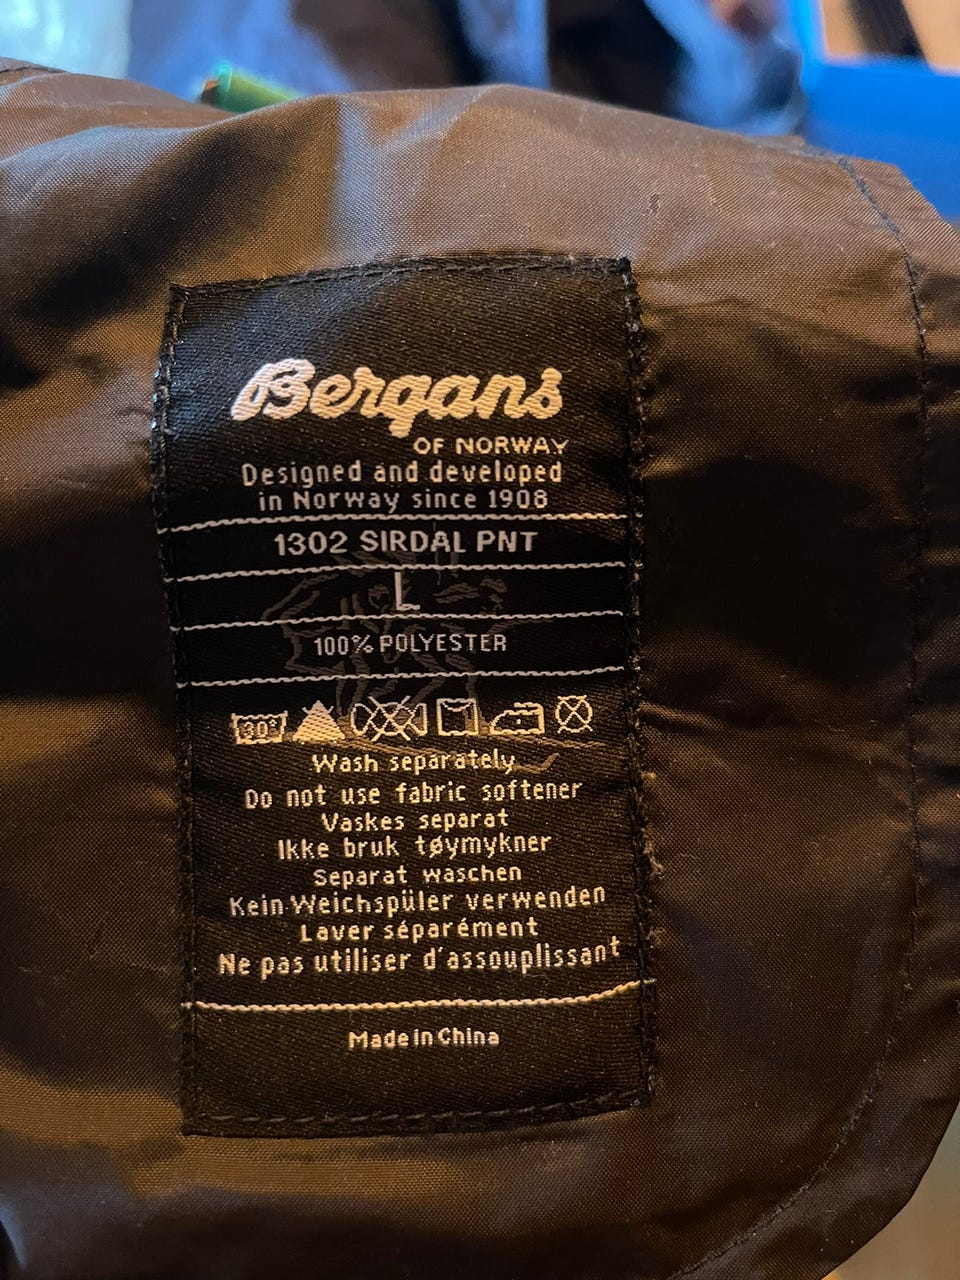 Bergans
OF NORWAY
Designed and developed
in Norway since 1908
1302 SIRDAL PNT
L
100% POLYESTER
30°
Wash separately
Do not use fabric softener
Vaskes separat
Ikke bruk tøymykner
Separat waschen
Kein Weichspüler verwenden
Laver séparément
Ne pas utiliser d'assouplissant
Made in China